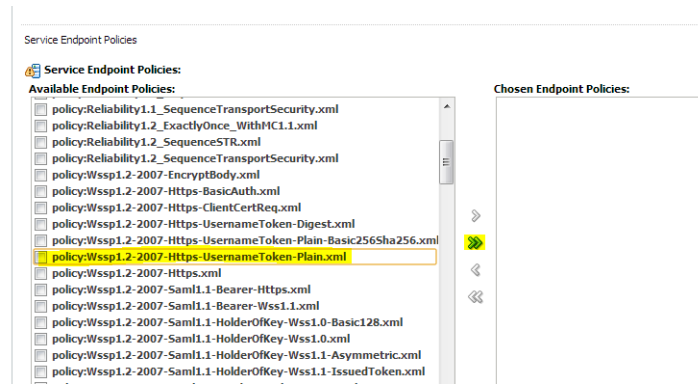 Service Endpoint Policies
Service Endpoint Policies:
Available Endpoint Policies:
Chosen Endpoint Policies:
policy:Reliability1.1_SequenceTransportSecurity.xml
policy:Reliability1.2_ExactlyOnce_WithMC1.1.xml
policy:Reliability1.2_SequenceSTR.xml
policy:Reliability1.2_SequenceTransportSecurity.xml
policy:Wssp1.2-2007-EncryptBody.xml
policy:Wssp1.2-2007-Https-BasicAuth.xml
policy:Wssp1.2-2007-Https-ClientCertReq.xml
policy:Wssp1.2-2007-Https-UsernameToken-Digest.xml
policy:Wssp1.2-2007-Https-UsernameToken-Plain-Basic256Sha256.xml
policy:Wssp1.2-2007-Https-UsernameToken-Plain.xml
policy:Wssp1.2-2007-Https.xml
policy:Wssp1.2-2007-Saml1.1-Bearer-Https.xml
policy:Wssp1.2-2007-Saml1.1-Bearer-Wss1.1.xml
policy:Wssp1.2-2007-Saml1.1-HolderOfKey-Wss1.0-Basic128.xml
policy:Wssp1.2-2007-Saml1.1-HolderOfKey-Wss1.0.xml
policy:Wssp1.2-2007-Saml1.1-HolderOfKey-Wss1.1-Asymmetric.xml
policy:Wssp1.2-2007-Saml1.1-HolderOfKey-Wss1.1-IssuedToken.xml